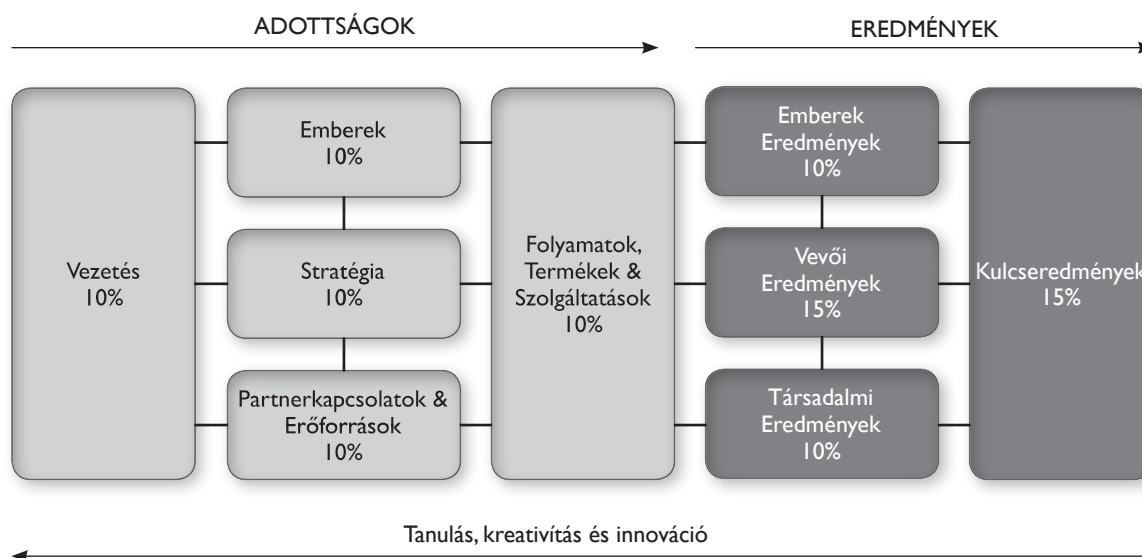 ADOTTSÁGOK
EREDMÉNYEK
Vezetés
10%
Emberek
10%
Stratégia
10%
Partnerkapcsolatok &
Erőforrások
10%
Folyamatok,
Termékek &
Szolgáltatások
10%
Emberek
Eredmények
10%
Vevői
Eredmények
15%
Társadalmi
Eredmények
10%
Kulcseredmények
15%
Tanulás, kreativítás és innováció